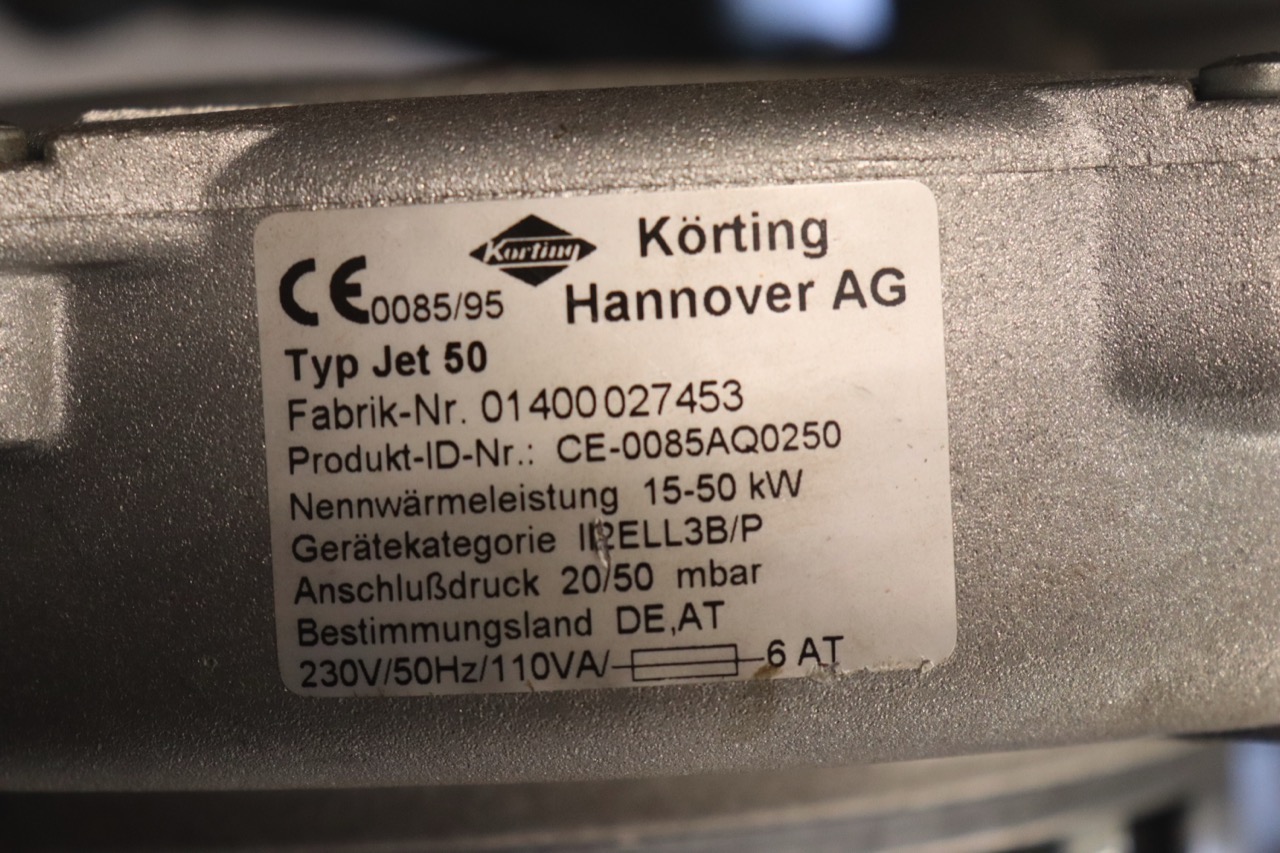 Körting
Körting
Hannover AG
CE 0085/95
Typ Jet 50
Fabrik-Nr. 01400027453
Produkt-ID-Nr.: CE-0085AQ0250
Nennwärmeleistung 15-50 kW
Gerätekategorie II2ELL3B/P
Anschlußdruck 20/50 mbar
Bestimmungsland DE,AT
230V/50Hz/110VA/ 6 AT